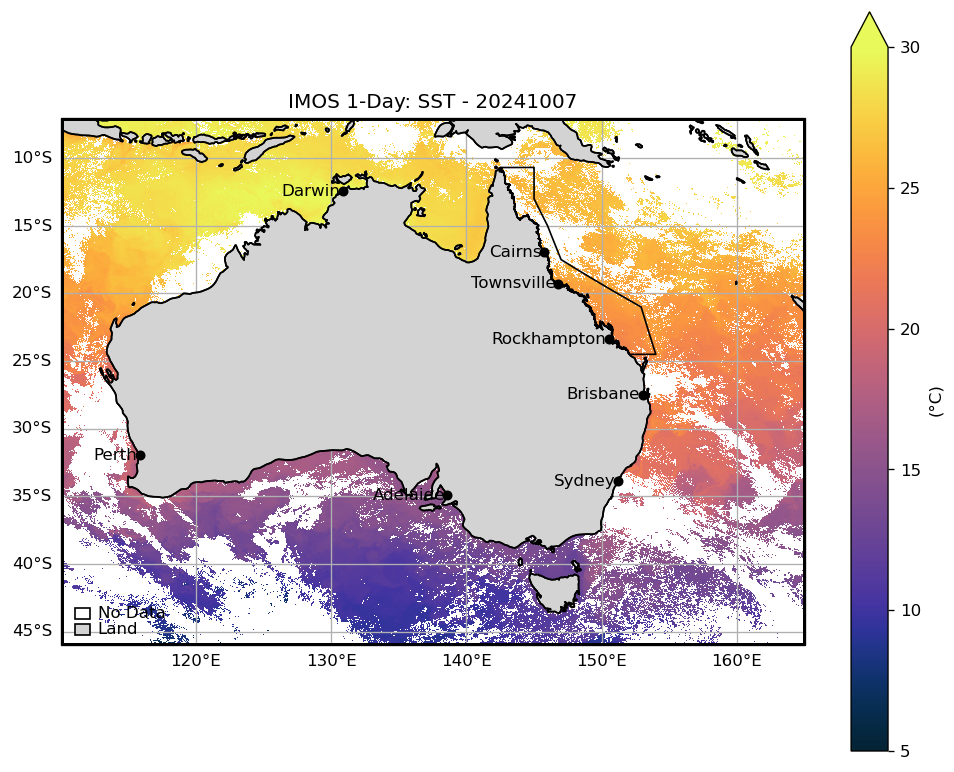 IMOS 1-Day: SST - 20241007
30
10°S
25
Darwin
15°S
Cairns
Townsville
20°S
20
Rockhampton
25°S
Brisbane
(°C)
30°S
Perth
15
Sydney
35°S
Adelaide
40°S
10
No Data
Land
45°S
120°E
130°E
140°E
150°E
160°E
5